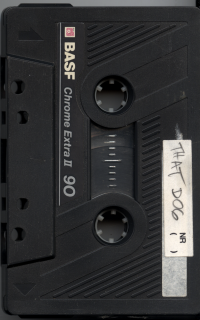 BASF
Chrome Extra II 90
THAT DOG
NR
( )